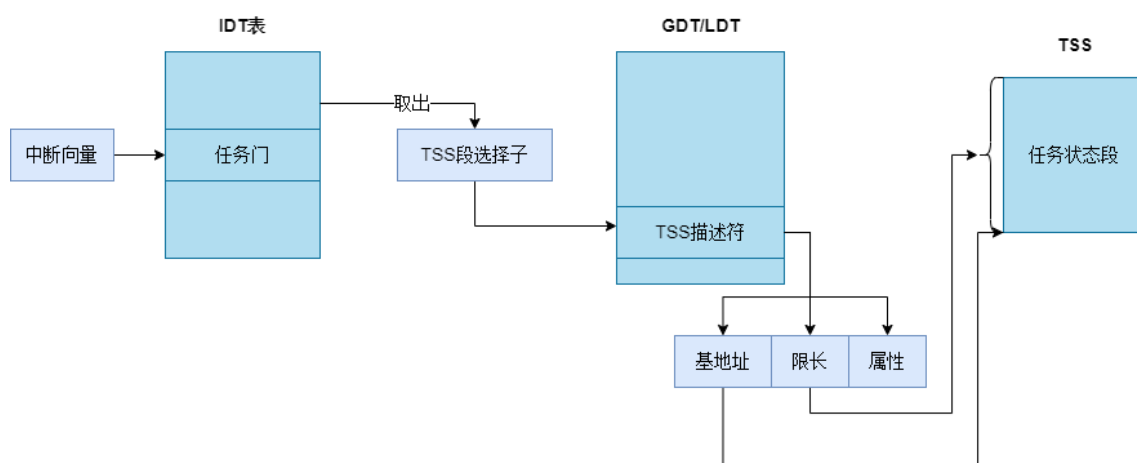 IDT表
GDT/LDT
TSS
取出
中断向量
任务门
TSS段选择子
任务状态段
TSS描述符
基地址
限长
属性